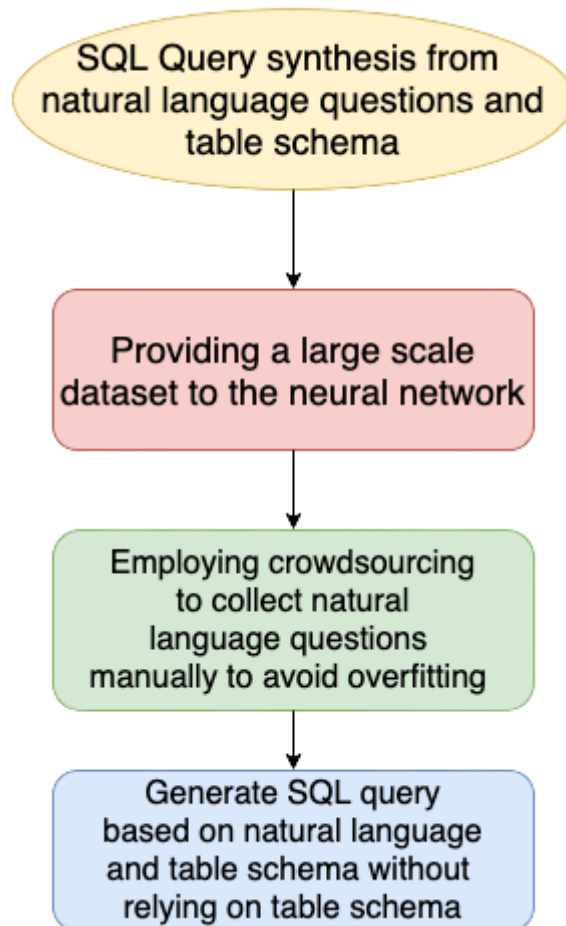 SQL Query synthesis from
natural language questions and
table schema
Providing a large scale
dataset to the neural network
Employing crowdsourcing
to collect natural
language questions
manually to avoid overfitting
Generate SQL query
based on natural language
and table schema without
relying on table schema